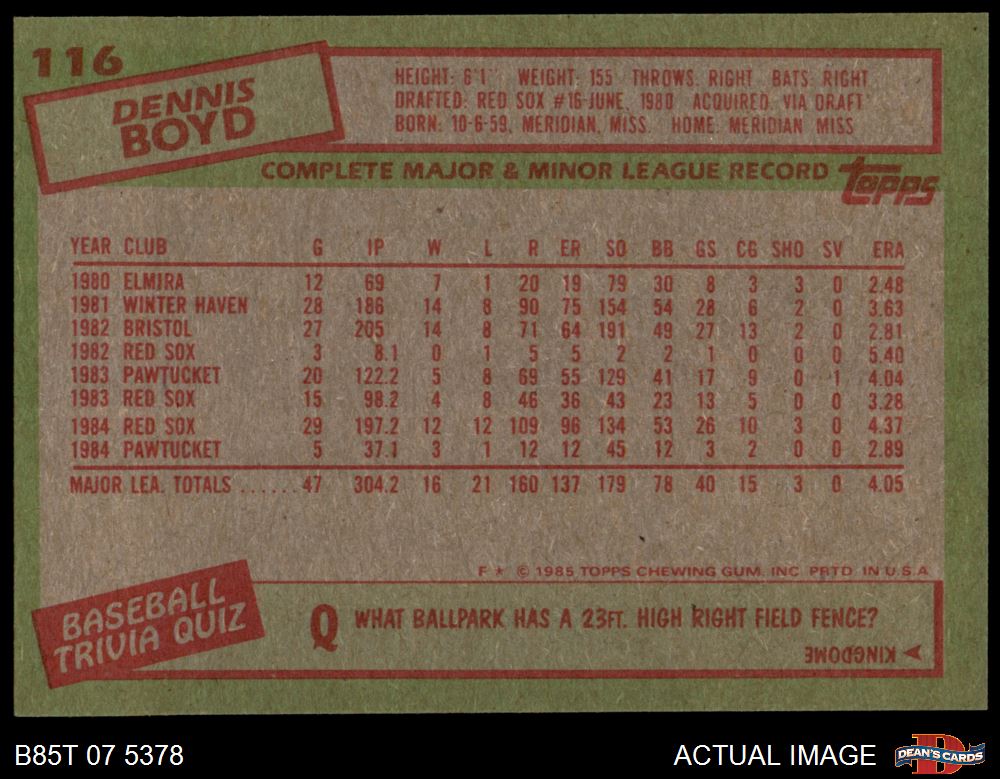 116
DENNIS
BOYD
HEIGHT: 6'1" WEIGHT: 155 THROWS: RIGHT BATS: RIGHT
DRAFTED: RED SOX #16-JUNE, 1980 ACQUIRED: VIA DRAFT
BORN: 10-6-59, MERIDIAN, MISS. HOME: MERIDIAN MISS
COMPLETE MAJOR & MINOR LEAGUE RECORD
TOPPS
YEAR CLUB G IP W L R ER SO BB GS CG SHO SV ERA
1980 ELMIRA 12 69 7 1 20 19 79 30 8 3 3 0 2.48
1981 WINTER HAVEN 28 186 14 8 90 75 154 54 28 6 2 0 3.63
1982 BRISTOL 27 205 14 8 71 64 191 49 27 13 2 0 2.81
1982 RED SOX 3 8.1 0 1 5 5 2 2 1 0 0 0 5.40
1983 PAWTUCKET 20 122.2 5 8 69 55 129 41 17 9 0 1 4.04
1983 RED SOX 15 98.2 4 8 46 36 43 23 13 5 0 0 3.28
1984 RED SOX 29 197.2 12 12 109 96 134 53 26 10 3 0 4.37
1984 PAWTUCKET 5 37.1 3 1 12 12 45 12 3 2 0 0 2.89
MAJOR LEA. TOTALS ...... 47 304.2 16 21 160 137 179 78 40 15 3 0 4.05
F * © 1985 TOPPS CHEWING GUM, INC. PRTD. IN U.S.A.
BASEBALL
TRIVIA QUIZ
Q WHAT BALLPARK HAS A 23FT. HIGH RIGHT FIELD FENCE?
KINGDOME
B85T 07 5378
ACTUAL IMAGE
D
DEAN'S CARDS